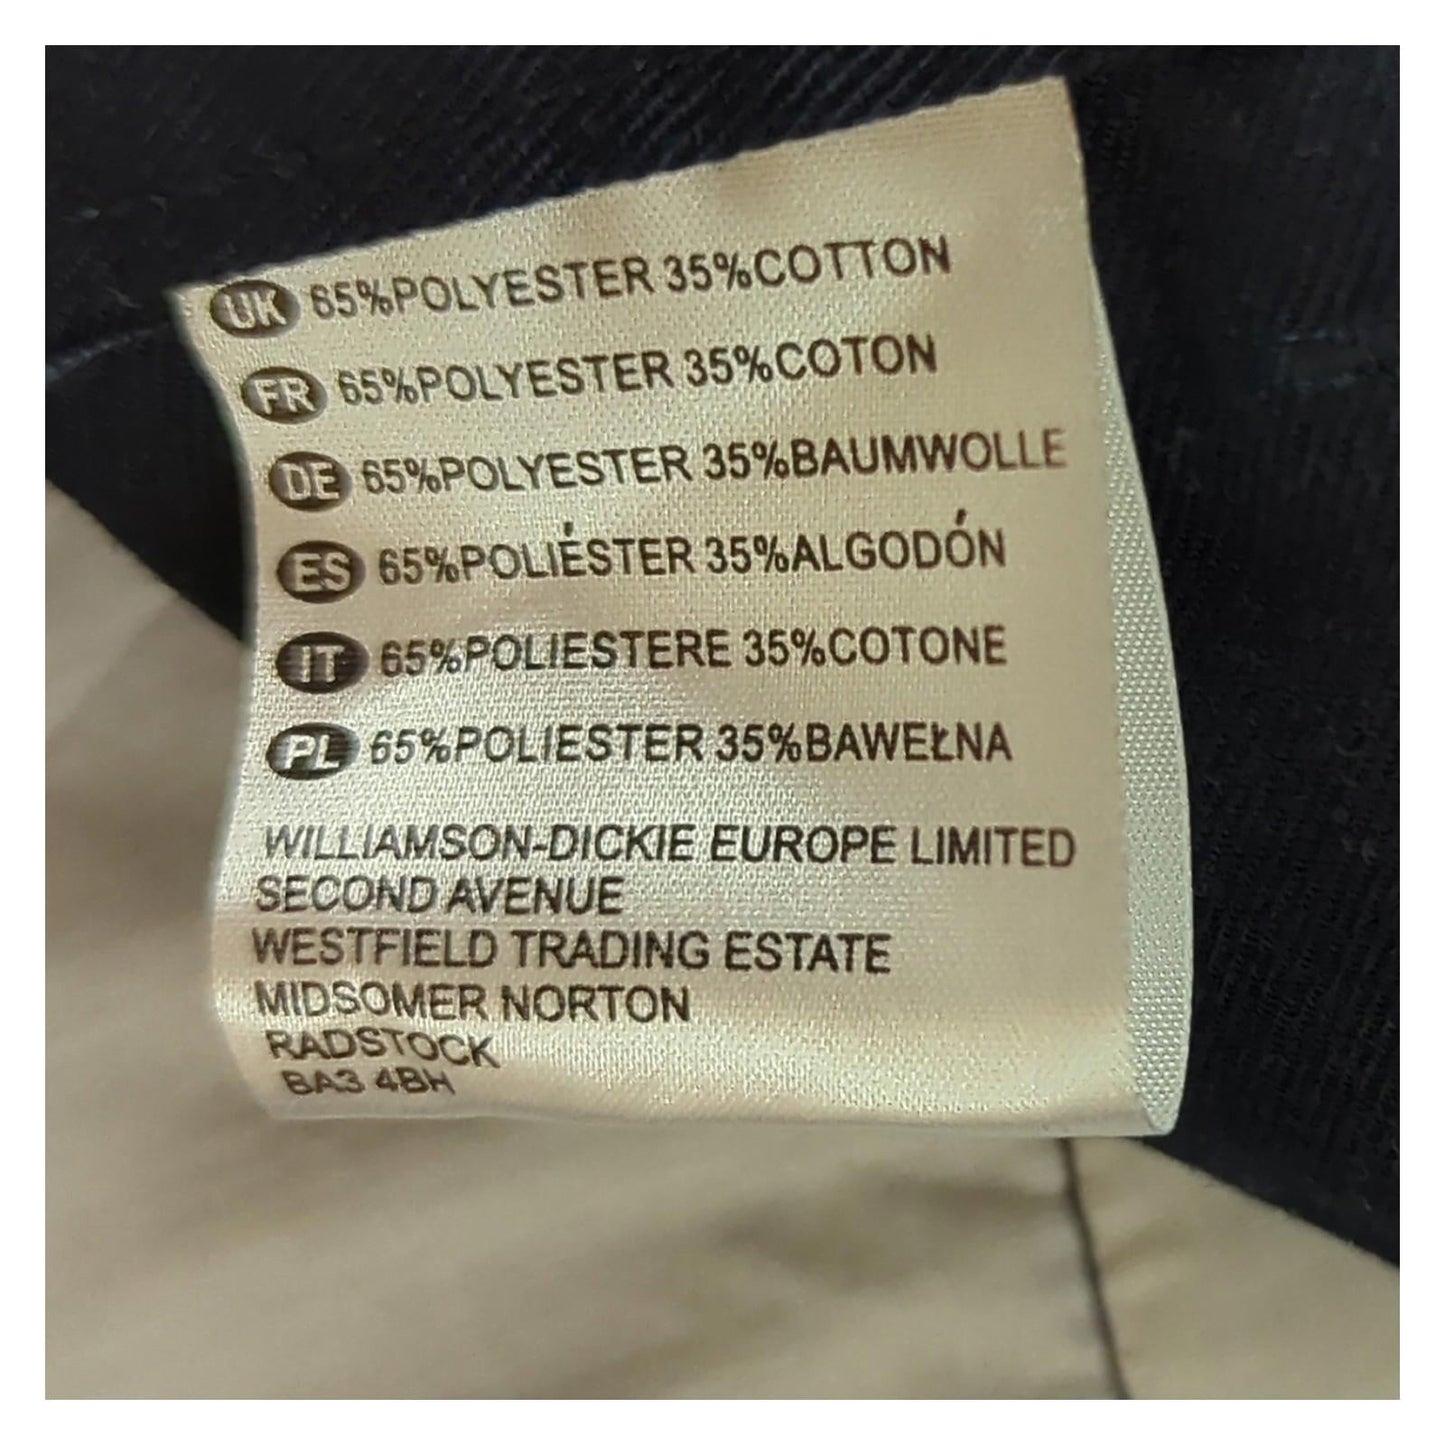 UK 65%POLYESTER 35%COTTON
FR 65%POLYESTER 35%COTON
DE 65%POLYESTER 35%BAUMWOLLE
ES 65%POLIÉSTER 35%ALGODÓN
IT 65%POLIESTERE 35%COTONE
PL 65%POLIESTER 35%BAWEŁNA
WILLIAMSON-DICKIE EUROPE LIMITED
SECOND AVENUE
WESTFIELD TRADING ESTATE
MIDSOMER NORTON
RADSTOCK
BA3 4BH